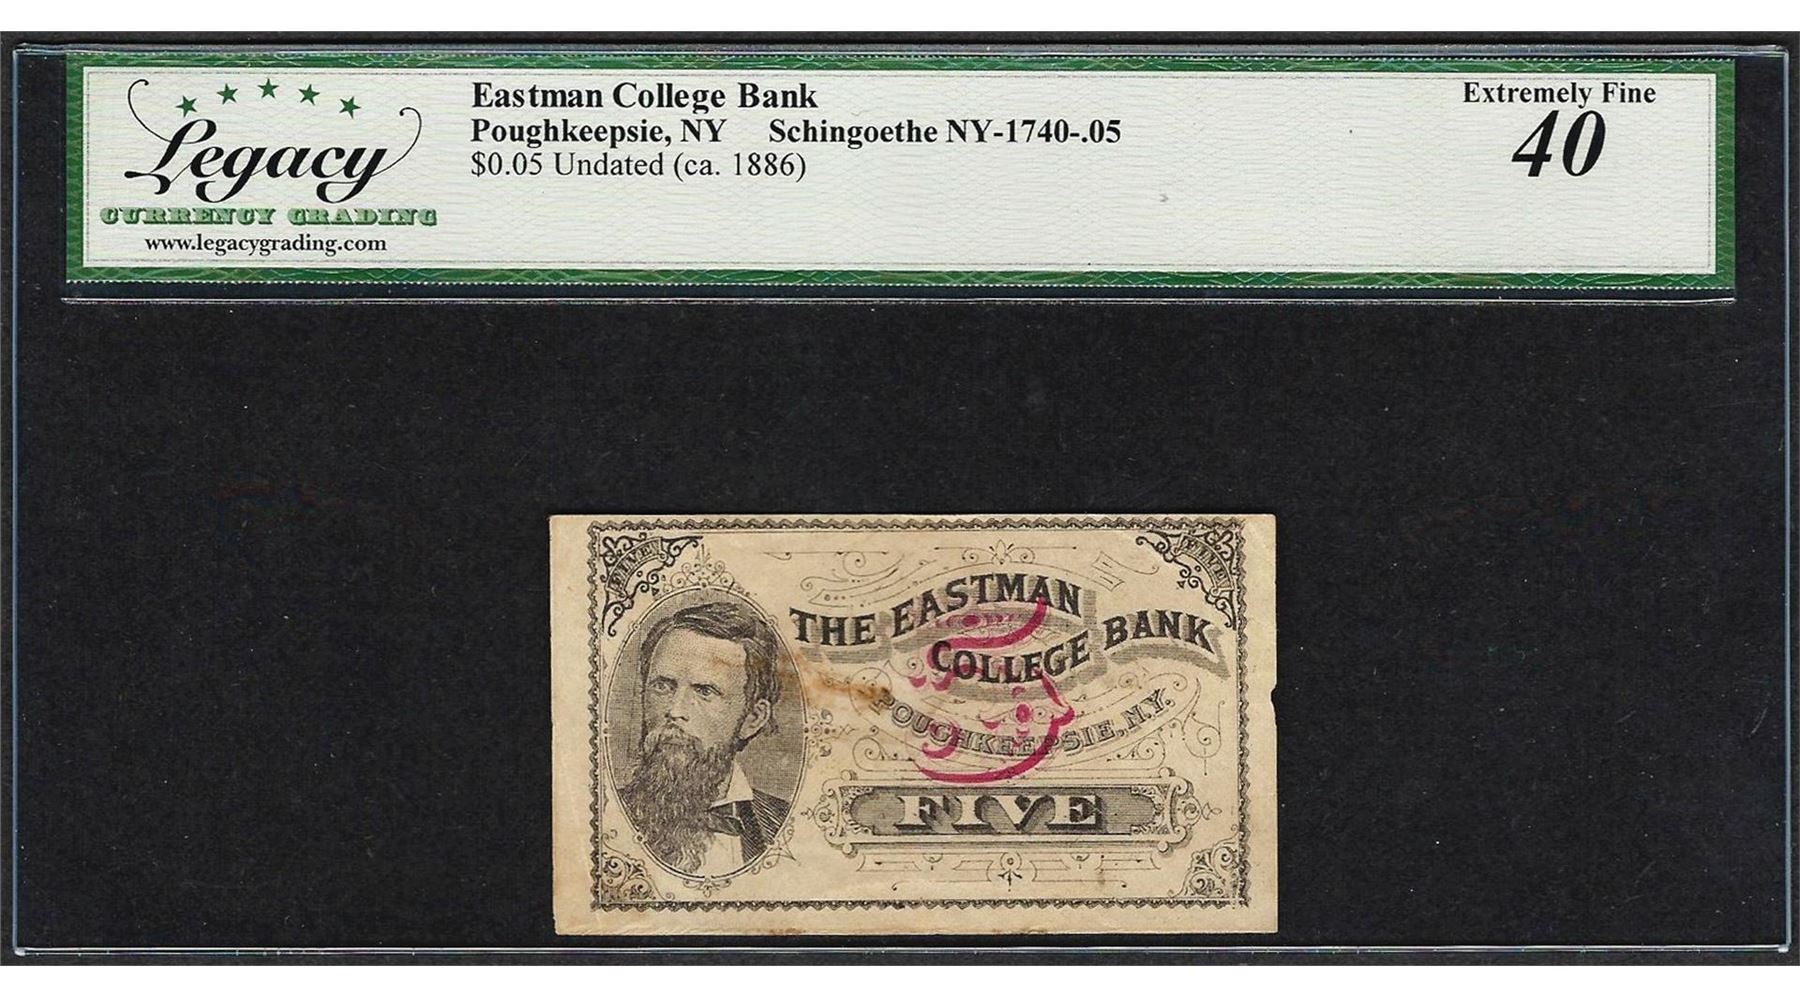 Legacy
CURRENCY GRADING
www.legacygrading.com
Eastman College Bank
Poughkeepsie, NY Schingoethe NY-1740-.05
$0.05 Undated (ca. 1886)
Extremely Fine
40
FIVE
FIVE
THE EASTMAN
COLLEGE BANK
POUGHKEEPSIE, N.Y.
5
FIVE